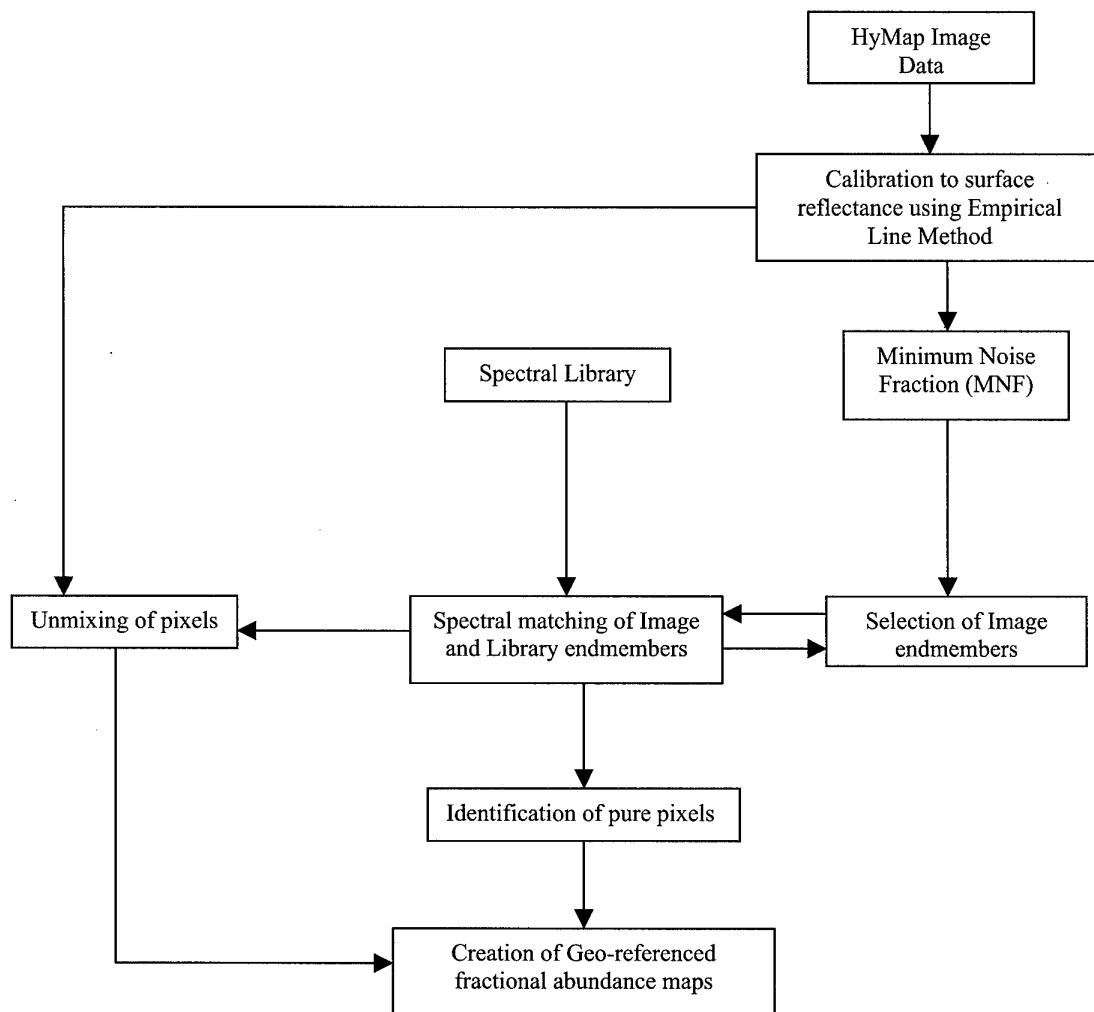 HyMap Image
Data
Calibration to surface
reflectance using Empirical
Line Method
Minimum Noise
Fraction (MNF)
Spectral Library
Unmixing of pixels
Spectral matching of Image
and Library endmembers
Selection of Image
endmembers
Identification of pure pixels
Creation of Geo-referenced
fractional abundance maps